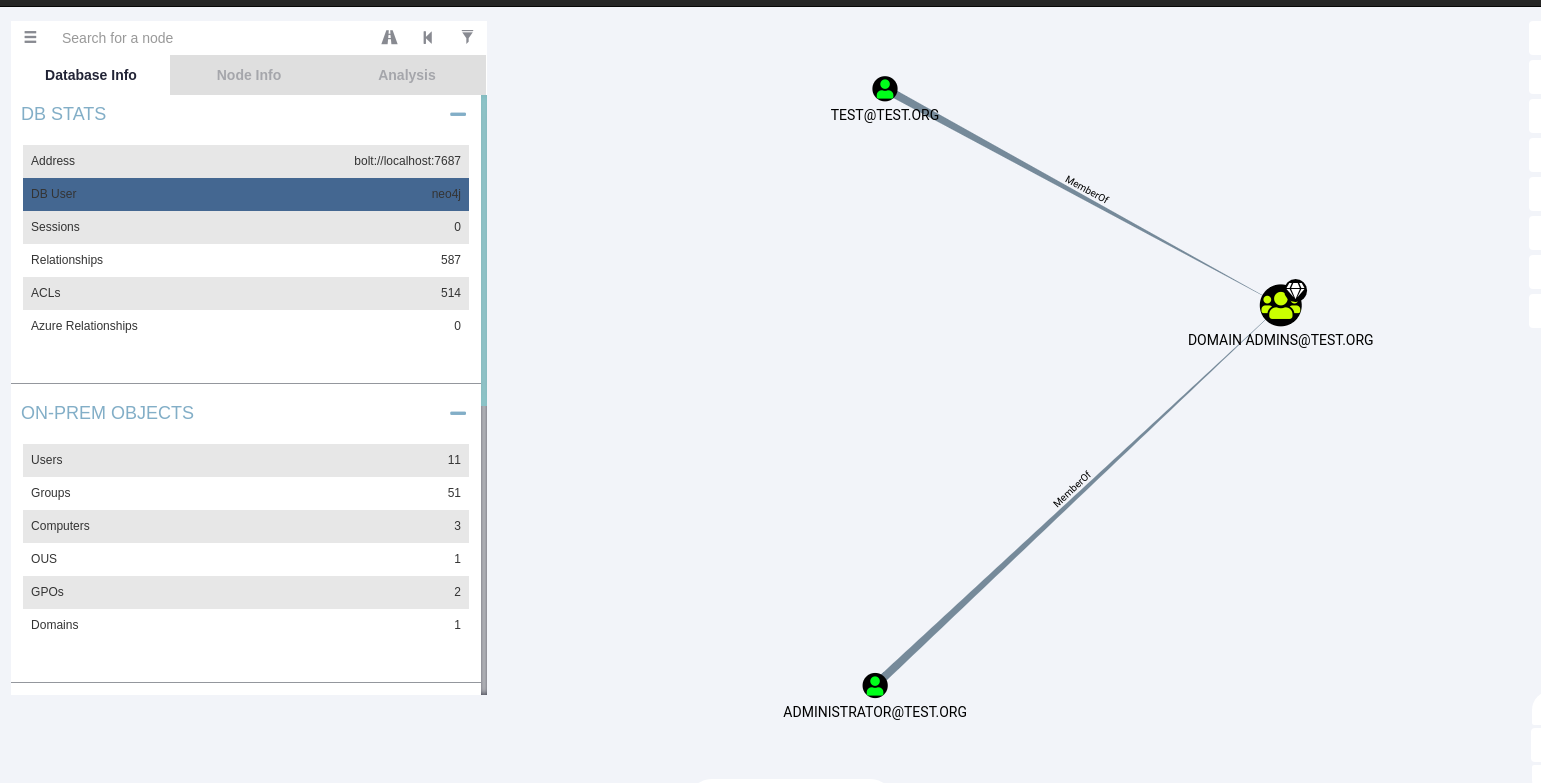 Search for a node
Database Info Node Info Analysis
DB STATS
Address bolt://localhost:7687
DB User neo4j
Sessions 0
Relationships 587
ACLs 514
Azure Relationships 0
ON-PREM OBJECTS
Users 11
Groups 51
Computers 3
OUS 1
GPOs 2
Domains 1
TEST@TEST.ORG
MemberOf
DOMAIN ADMINS@TEST.ORG
MemberOf
ADMINISTRATOR@TEST.ORG